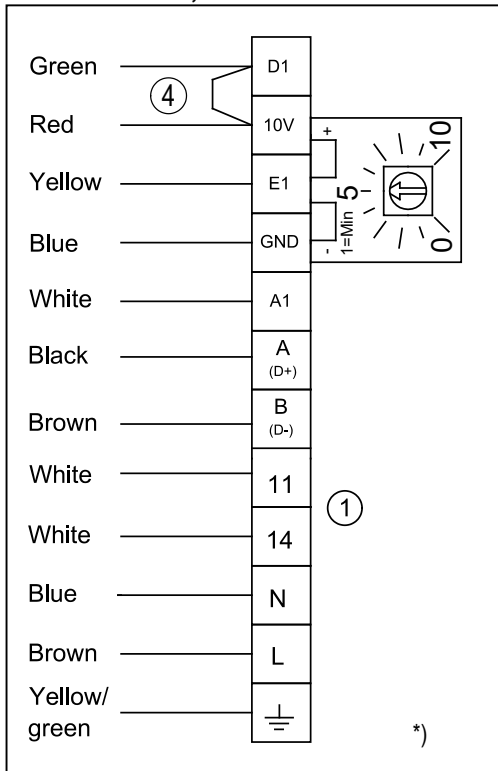 Green D1
4
Red 10V
Yellow E1
Blue GND
+
-
1=Min
0
5
10
White A1
Black A
(D+)
Brown B
(D-)
White 11
1
White 14
Blue N
Brown L
Yellow/
green
*)